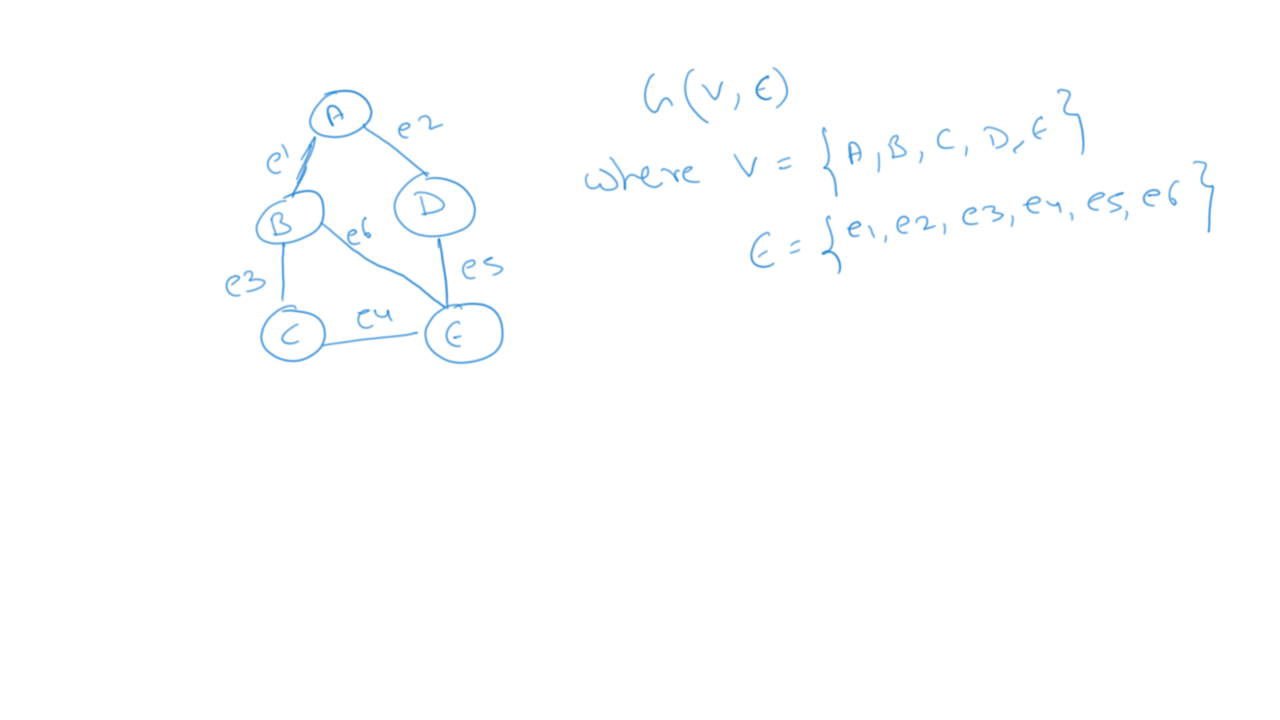 G(V, E)
where V = {A, B, C, D, E}
E = {e1, e2, e3, e4, e5, e6}
A
e1
e2
B
D
e6
e3
e5
C
e4
E